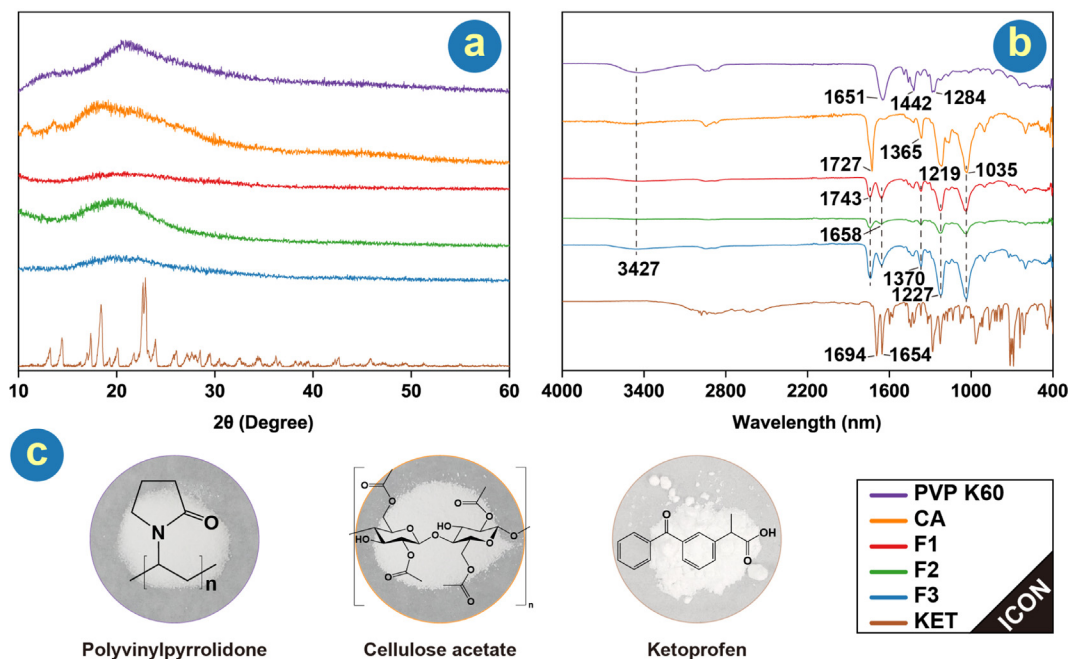 a
10 20 30 40 50 60
2θ (Degree)
b
1651
1442
1284
1727
1365
1219
1035
1743
1658
3427
1370
1227
1694
1654
4000 3400 2800 2200 1600 1000 400
Wavelength (nm)
c
N
O
n
Polyvinylpyrrolidone
O
O
O
O
HO
O
O
O
O
HO
O
O
O
O
O
O
n
Cellulose acetate
O
OH
O
Ketoprofen
PVP K60
CA
F1
F2
F3
KET
ICON